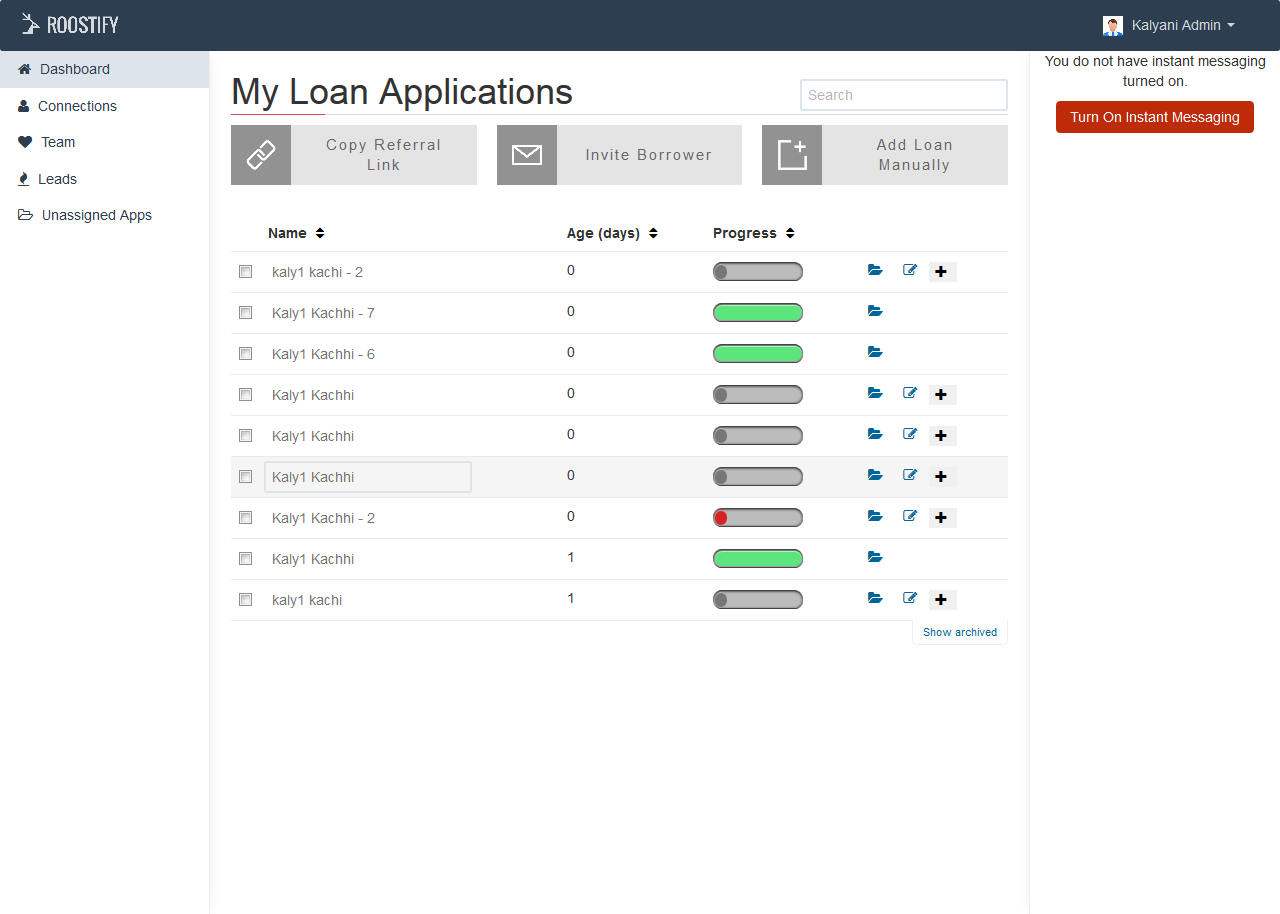 ROOSTIFY
Kalyani Admin
Dashboard
Connections
Team
Leads
Unassigned Apps
My Loan Applications
Search
Copy Referral
Link
Invite Borrower
Add Loan
Manually
Name Age (days) Progress
kaly1 kachi - 2 0
Kaly1 Kachhi - 7 0
Kaly1 Kachhi - 6 0
Kaly1 Kachhi 0
Kaly1 Kachhi 0
Kaly1 Kachhi 0
Kaly1 Kachhi - 2 0
Kaly1 Kachhi 1
kaly1 kachi 1
Show archived
You do not have instant messaging
turned on.
Turn On Instant Messaging